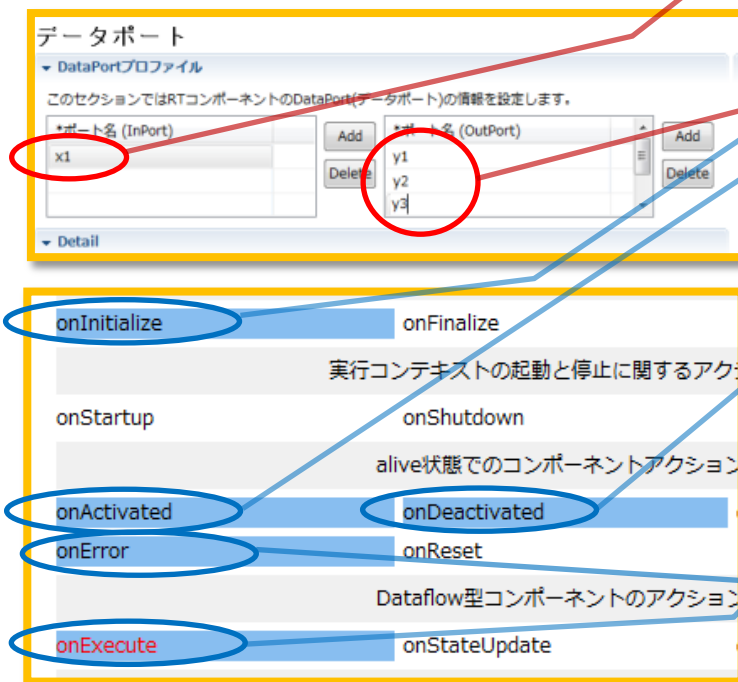 データポート
DataPortプロファイル
このセクションではRTコンポーネントのDataPort(データポート)の情報を設定します。
*ポート名 (InPort)
Add
*ポート名 (OutPort)
Add
x1
y1
Delete
y2
Delete
y3
Detail
onInitialize
onFinalize
実行コンテキストの起動と停止に関するアク
onStartup
onShutdown
alive状態でのコンポーネントアクション
onActivated
onDeactivated
onError
onReset
Dataflow型コンポーネントのアクション
onExecute
onStateUpdate